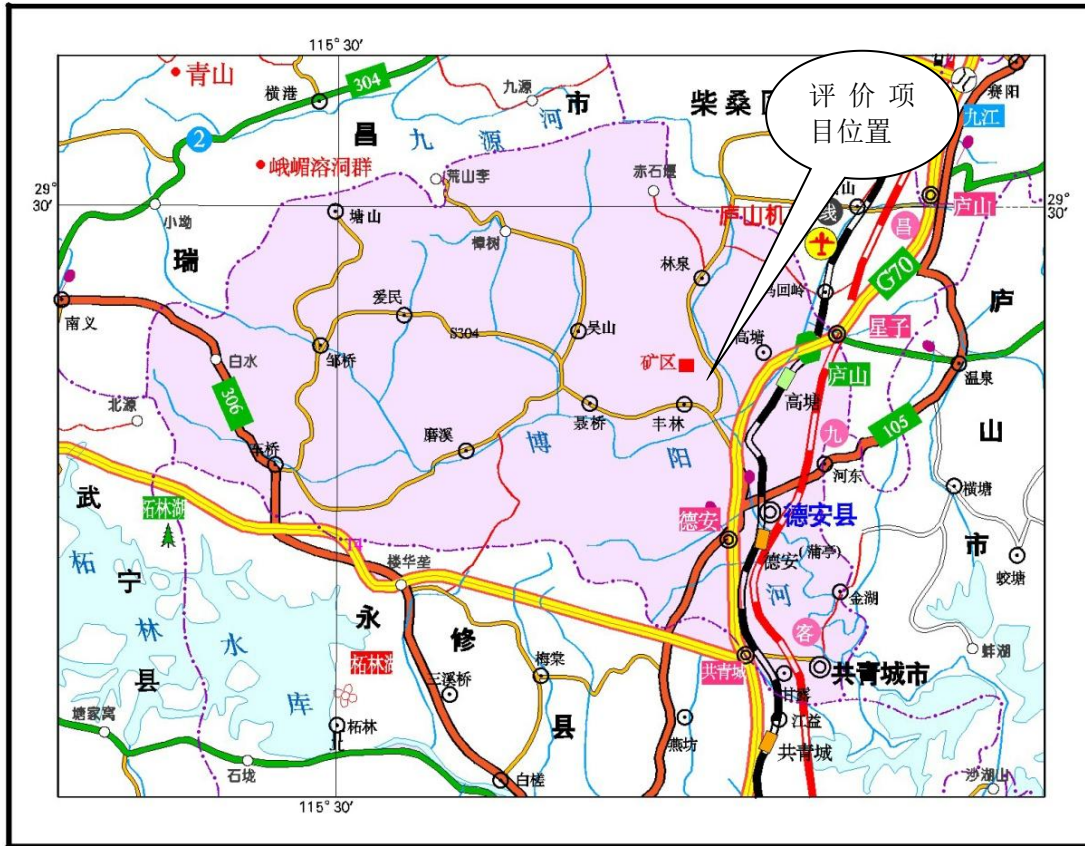 115° 30′
青山
横港
304
九源
市
柴桑
评 价 项
目位置
赛阳
九江
昌
九 源 河
2
峨嵋溶洞群
荒山李
赤石堰
29°
30′
小坳
塘山
庐山机
线
庐山
29°
30′
瑞
樟树
昌
林泉
G70
爱民
马回岭
庐
南义
S304
吴山
星子
白水
邹桥
矿区
高塘
庐山
温泉
北源
306
高塘
聂桥
丰林
105
磨溪
博
阳
九
山
车桥
河东
武
横塘
柘林湖
德安
德安县
市
德安
(蒲亭)
楼华垄
蛟塘
柘
宁
河
金湖
林
永
客
水
修
蚌湖
县
柘林湖
梅棠
共青城
共青城市
三溪桥
甘露
库
塘家窝
柘林
县
燕坊
江益
共青城
石垅
白槎
沙湖山
115° 30′